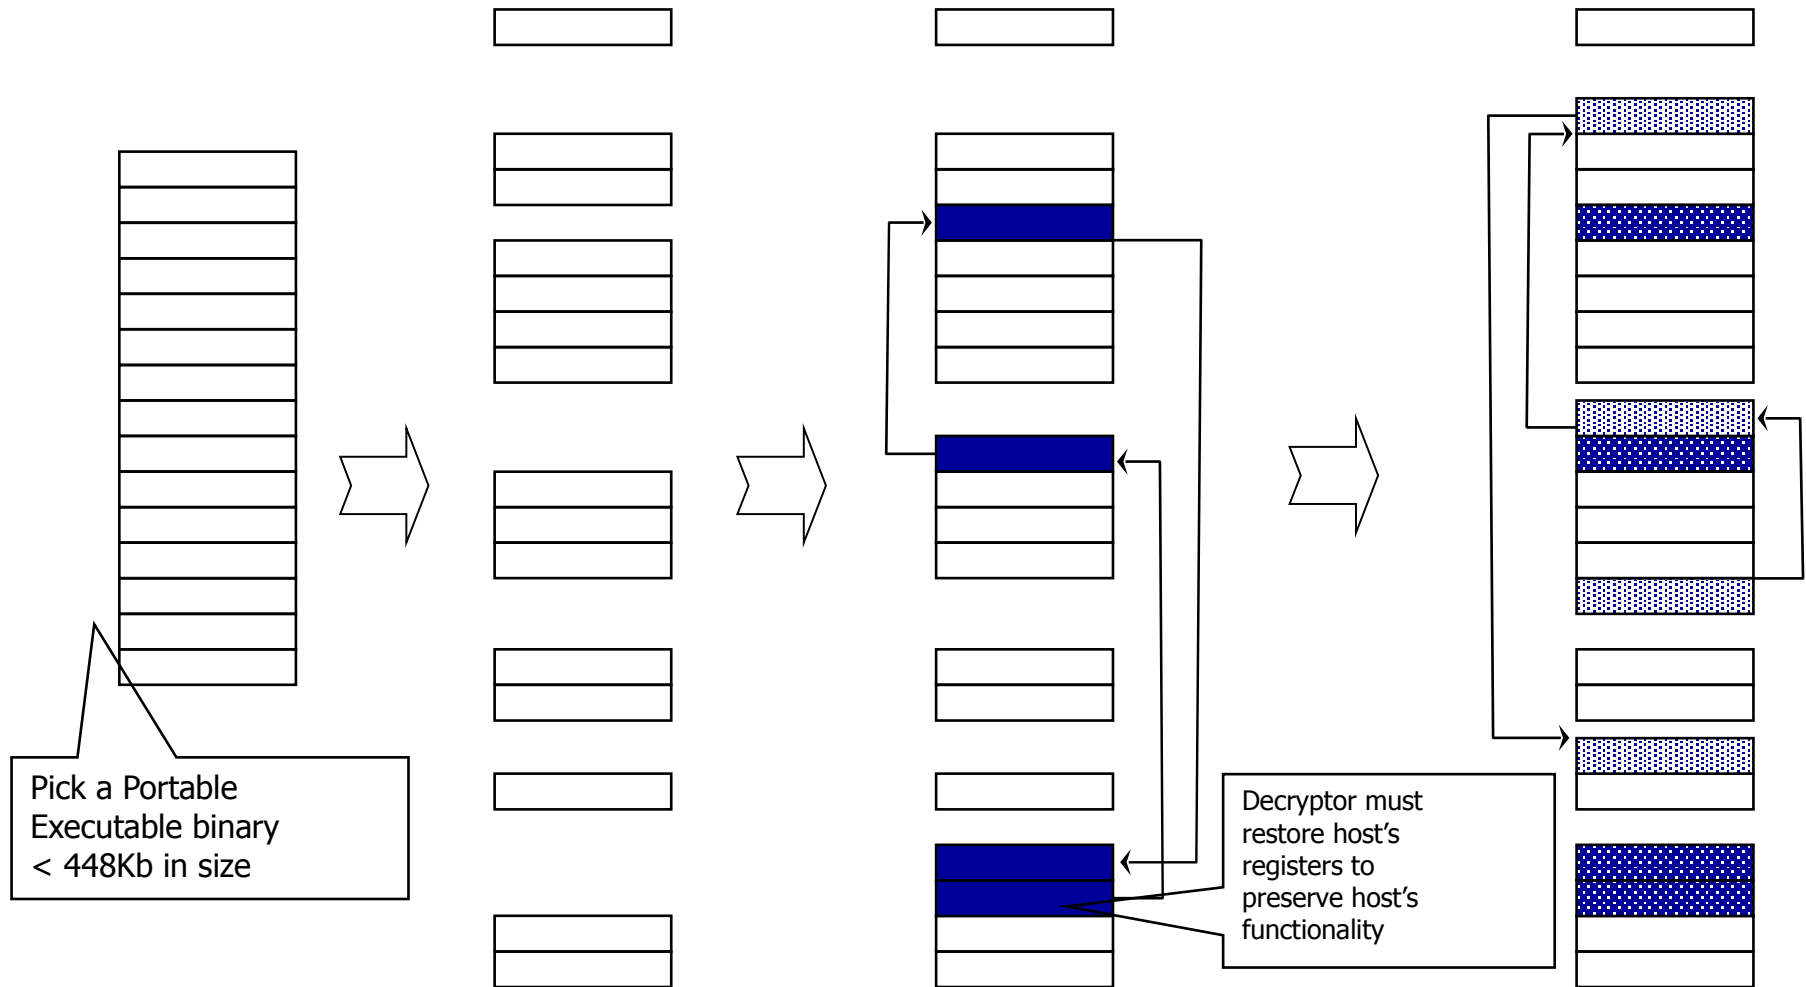 Pick a Portable
Executable binary
< 448Kb in size
Decryptor must
restore host’s
registers to
preserve host’s
functionality